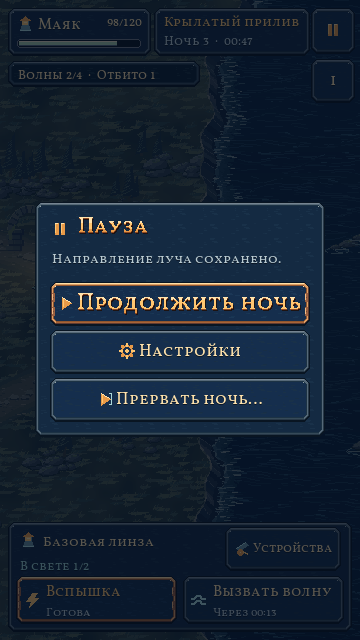 Маяк 98/120
Крылатый прилив
Ночь 3 · 00:47
Волны 2/4 · Отбито 1
I
Пауза
Направление луча сохранено.
Продолжить ночь
Настройки
Прервать ночь...
Базовая линза
В свете 1/2
Устройства
Вспышка
Готова
Вызвать волну
Через 00:13